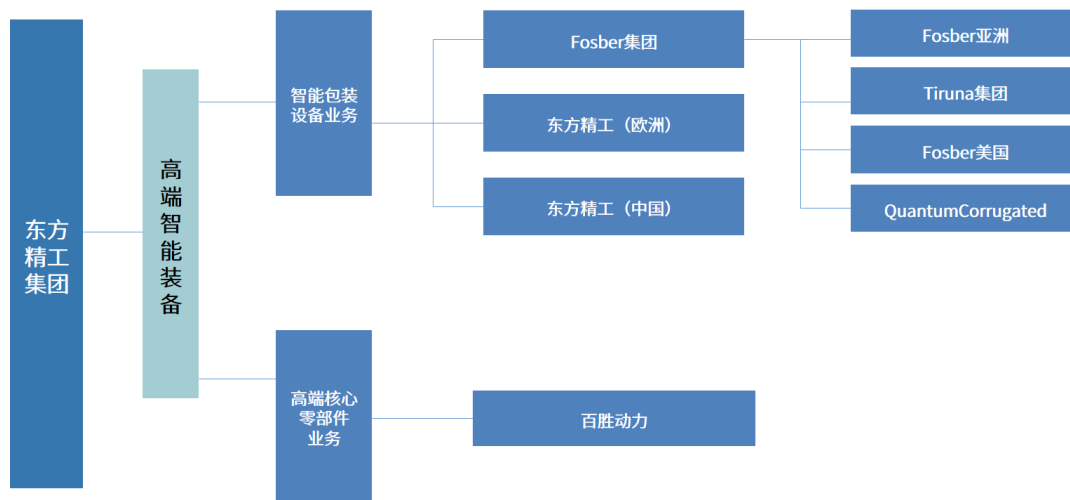 东方
精工
集团
高
端
智
能
装
备
智能包装
设备业务
Fosber集团
东方精工（欧洲）
东方精工（中国）
Fosber亚洲
Tiruna集团
Fosber美国
QuantumCorrugated
高端核心
零部件
业务
百胜动力